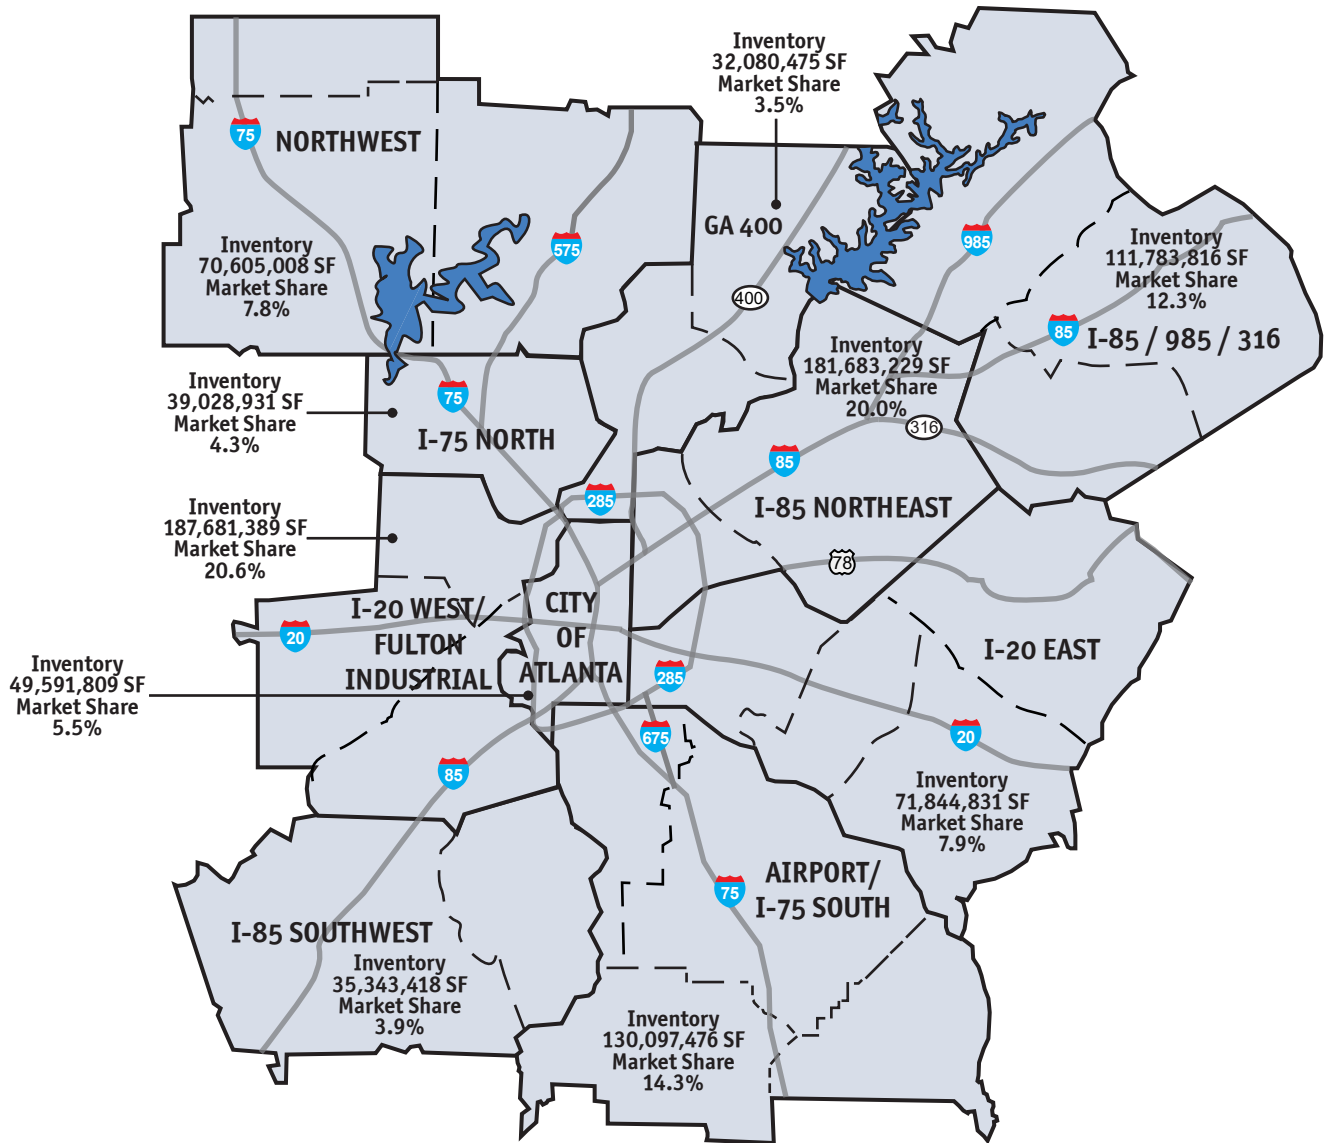 Inventory
32,080,475 SF
Market Share
3.5%
75
NORTHWEST
GA 400
575
985
Inventory
70,605,008 SF
Market Share
7.8%
Inventory
111,783,816 SF
Market Share
12.3%
400
85
I-85 / 985 / 316
Inventory
181,683,229 SF
Market Share
20.0%
Inventory
39,028,931 SF
Market Share
4.3%
75
I-75 NORTH
316
85
285
I-85 NORTHEAST
Inventory
187,681,389 SF
Market Share
20.6%
78
I-20 WEST/
FULTON
INDUSTRIAL
20
CITY
OF
ATLANTA
I-20 EAST
285
Inventory
49,591,809 SF
Market Share
5.5%
675
20
85
Inventory
71,844,831 SF
Market Share
7.9%
75
AIRPORT/
I-75 SOUTH
I-85 SOUTHWEST
Inventory
35,343,418 SF
Market Share
3.9%
Inventory
130,097,476 SF
Market Share
14.3%